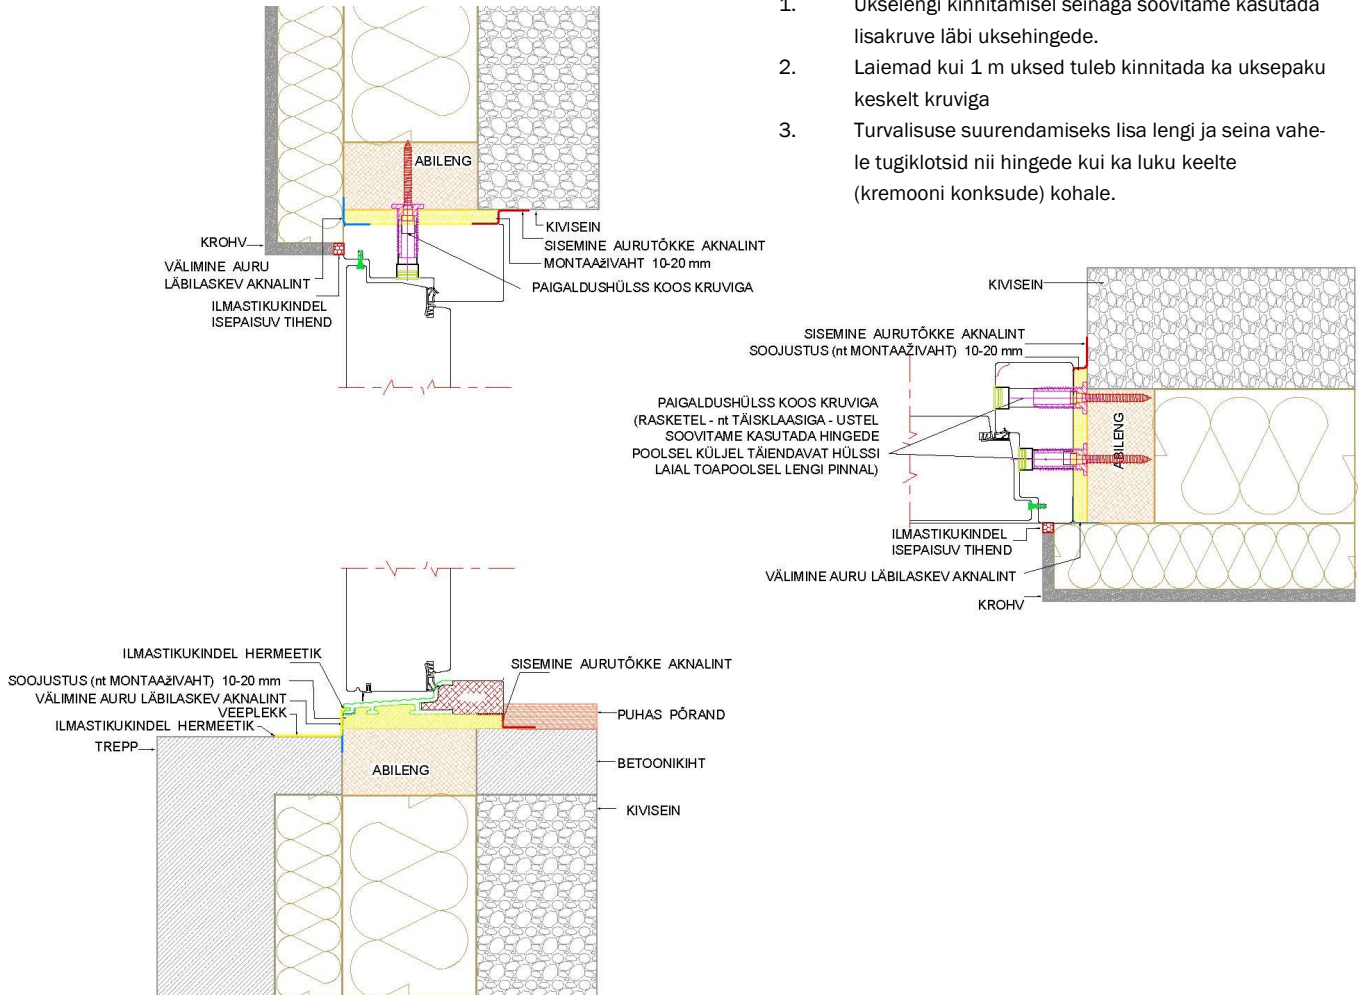 1. Ukselengi kinnitamisel seinaga soovitame kasutada
lisakruve läbi uksehingede.
2. Laiemad kui 1 m uksed tuleb kinnitada ka uksepaku
keskelt kruviga
3. Turvalisuse suurendamiseks lisa lengi ja seina vahe-
le tugiklotsid nii hingede kui ka luku keelte
(kremooni konksude) kohale.
ABILENG
KIVISEIN
SISEMINE AURUTÕKKE AKNALINT
MONTAAžIVAHT 10-20 mm
PAIGALDUSHÜLSS KOOS KRUVIGA
KROHV
VÄLIMINE AURU
LÄBILASKEV AKNALINT
ILMASTIKUKINDEL
ISEPAISUV TIHEND
KIVISEIN
SISEMINE AURUTÕKKE AKNALINT
SOOJUSTUS (nt MONTAAŽIVAHT) 10-20 mm
PAIGALDUSHÜLSS KOOS KRUVIGA
(RASKETEL - nt TÄISKLAASIGA - USTEL
SOOVITAME KASUTADA HINGEDE
POOLSEL KÜLJEL TÄIENDAVAT HÜLSSI
LAIAL TOAPOOLSEL LENGI PINNAL)
ABILENG
ILMASTIKUKINDEL
ISEPAISUV TIHEND
VÄLIMINE AURU LÄBILASKEV AKNALINT
KROHV
ILMASTIKUKINDEL HERMEETIK
SOOJUSTUS (nt MONTAAžIVAHT) 10-20 mm
VÄLIMINE AURU LÄBILASKEV AKNALINT
VEEPLEKK
ILMASTIKUKINDEL HERMEETIK
TREPP
SISEMINE AURUTÕKKE AKNALINT
PUHAS PÕRAND
BETOONIKIHT
ABILENG
KIVISEIN